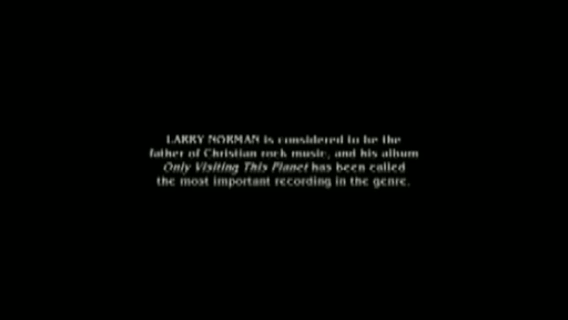 LARRY NORMAN is considered to be the
father of Christian rock music, and his album
Only Visiting This Planet has been called
the most important recording in the genre.